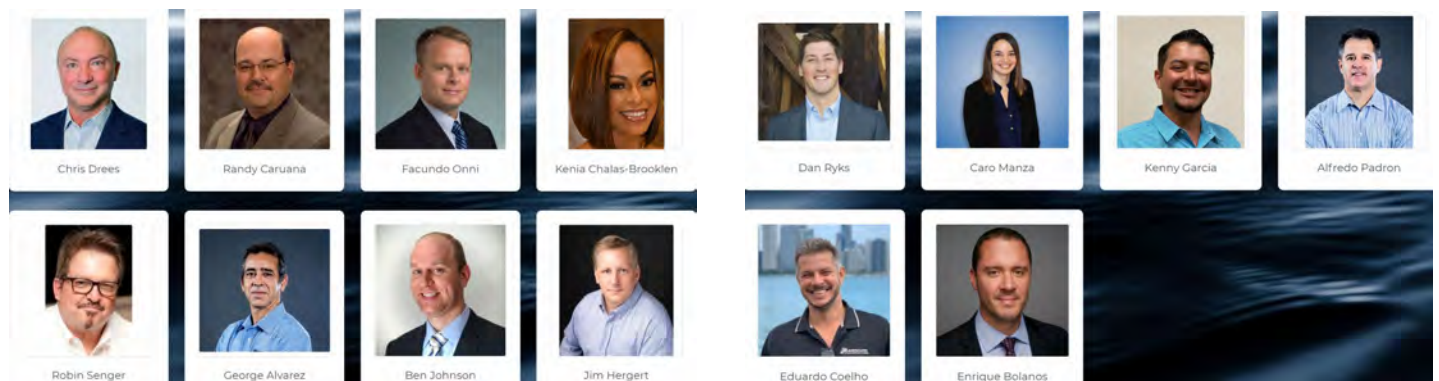 Chris Drees
Randy Caruana
Facundo Onni
Kenia Chalas-Brooklen
Dan Ryks
Caro Manza
Kenny Garcia
Alfredo Padron
Robin Senger
George Alvarez
Ben Johnson
Jim Hergert
Eduardo Coelho
Enrique Bolanos